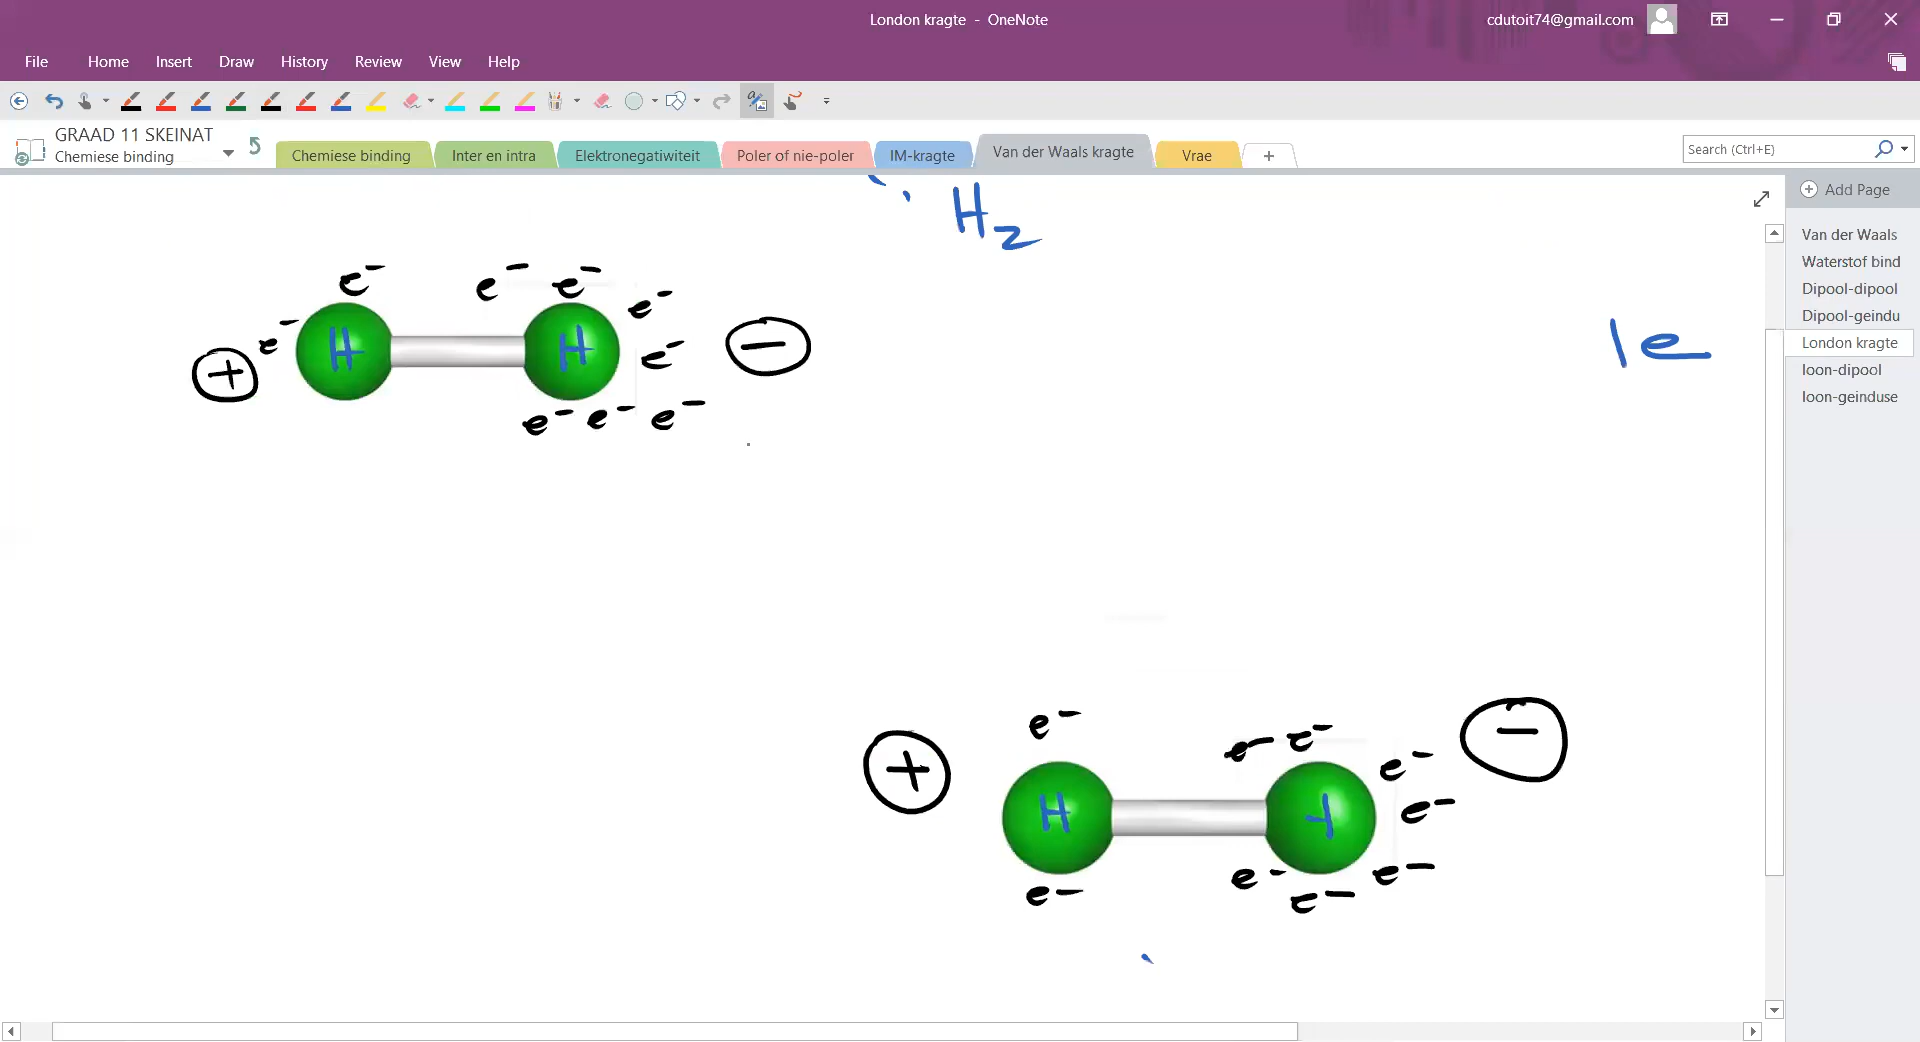 London kragte - OneNote
cdutoit74@gmail.com
File Home Insert Draw History Review View Help
GRAAD 11 SKEINAT
Chemiese binding
Chemiese binding Inter en intra Elektronegatiwiteit Poler of nie-poler IM-kragte Van der Waals kragte Vrae
Search (Ctrl+E)
Add Page
Van der Waals
Waterstof bind
Dipool-dipool
Dipool-geindu
London kragte
Ioon-dipool
Ioon-geinduse
H2
e- e- e- e-
e- H H e-
+ -
e- e- e-
1e
e- e- e- e-
+ -
H e-
e- e- e- e-